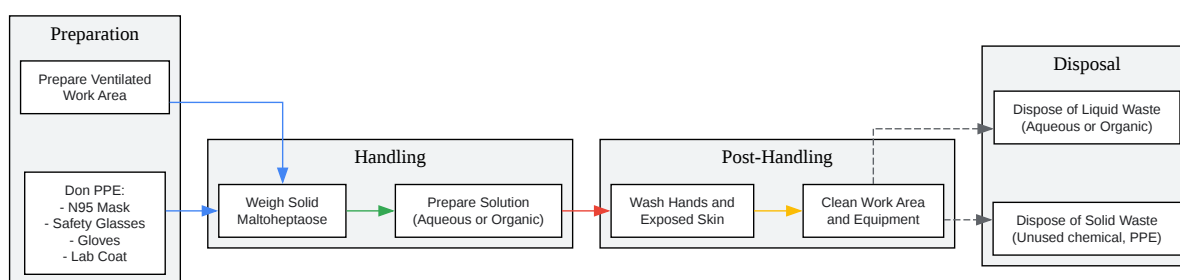 Preparation
Prepare Ventilated
Work Area
Don PPE:
- N95 Mask
- Safety Glasses
- Gloves
- Lab Coat
Handling
Weigh Solid
Maltoheptaose
Prepare Solution
(Aqueous or Organic)
Post-Handling
Wash Hands and
Exposed Skin
Clean Work Area
and Equipment
Disposal
Dispose of Liquid Waste
(Aqueous or Organic)
Dispose of Solid Waste
(Unused chemical, PPE)